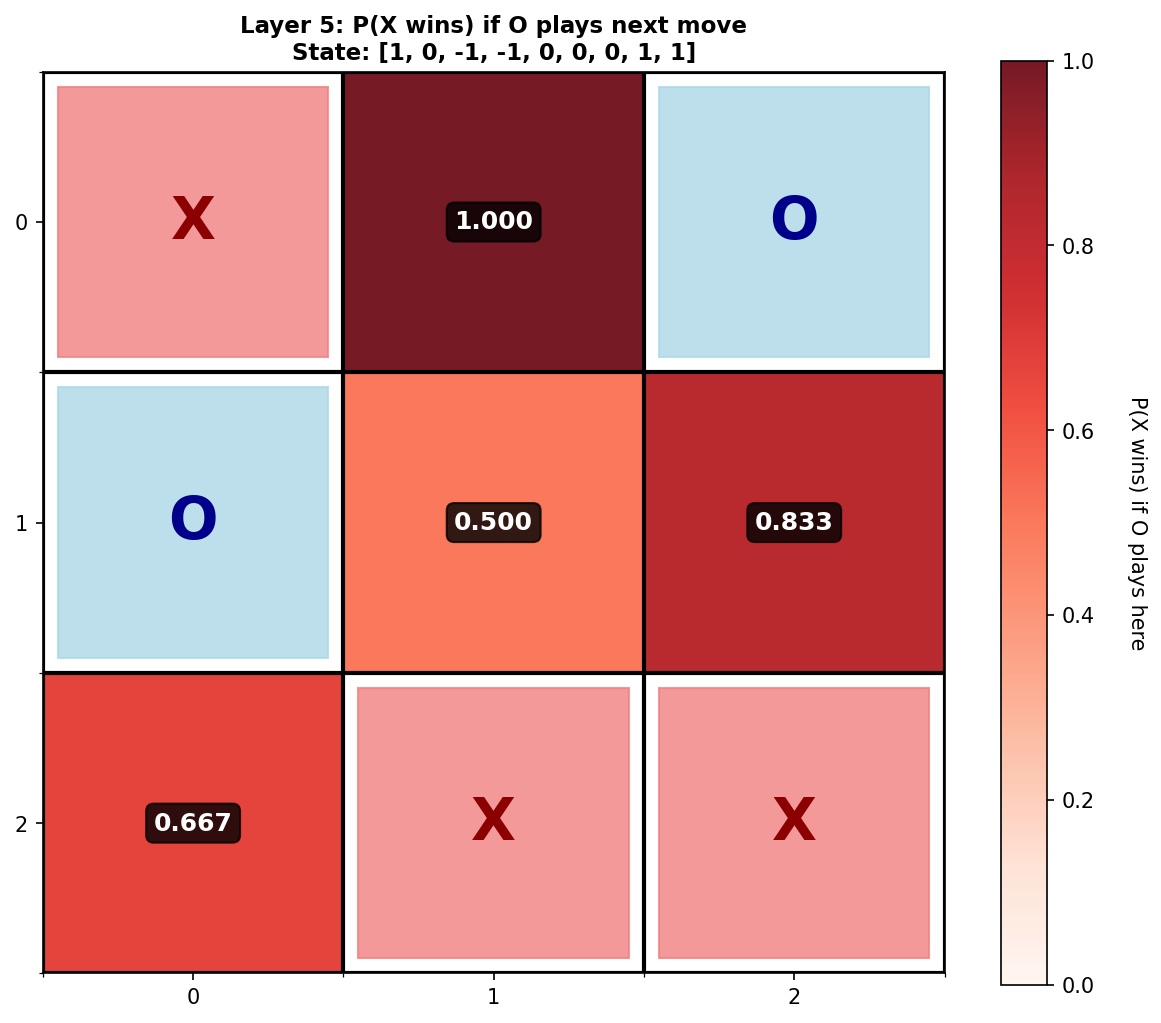 Layer 5: P(X wins) if O plays next move
State: [1, 0, -1, -1, 0, 0, 0, 1, 1]
X
1.000
O
O
0.500
0.833
0.667
X
X
0
1
2
0
1
2
1.0
0.8
0.6
0.4
0.2
0.0
P(X wins) if O plays here